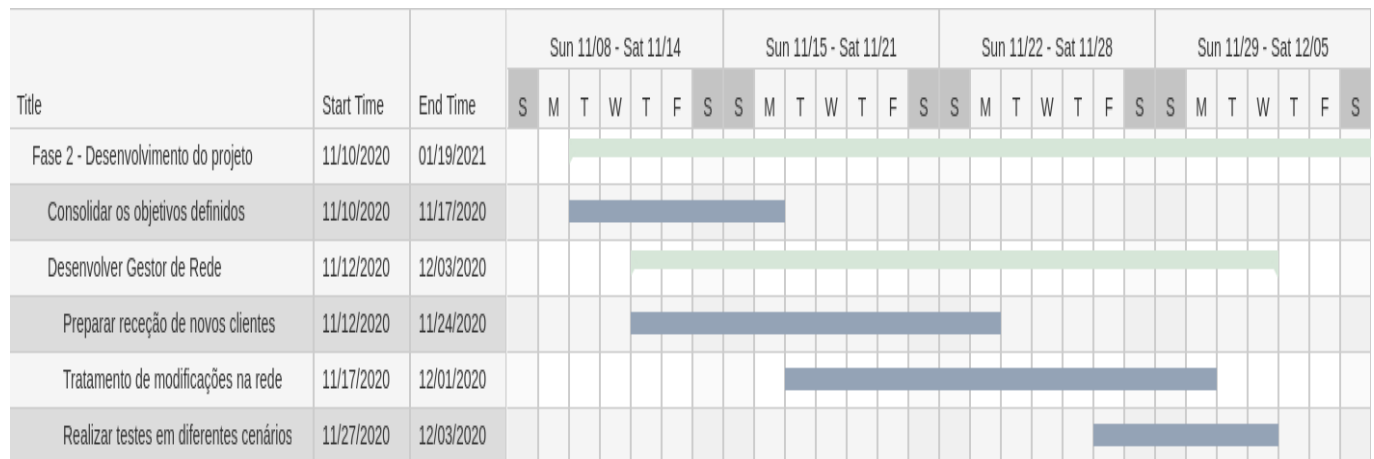 Sun 11/08 - Sat 11/14 Sun 11/15 - Sat 11/21 Sun 11/22 - Sat 11/28 Sun 11/29 - Sat 12/05
Title Start Time End Time S M T W T F S S M T W T F S S M T W T F S S M T W T F S
Fase 2 - Desenvolvimento do projeto 11/10/2020 01/19/2021
Consolidar os objetivos definidos 11/10/2020 11/17/2020
Desenvolver Gestor de Rede 11/12/2020 12/03/2020
Preparar receção de novos clientes 11/12/2020 11/24/2020
Tratamento de modificações na rede 11/17/2020 12/01/2020
Realizar testes em diferentes cenários 11/27/2020 12/03/2020